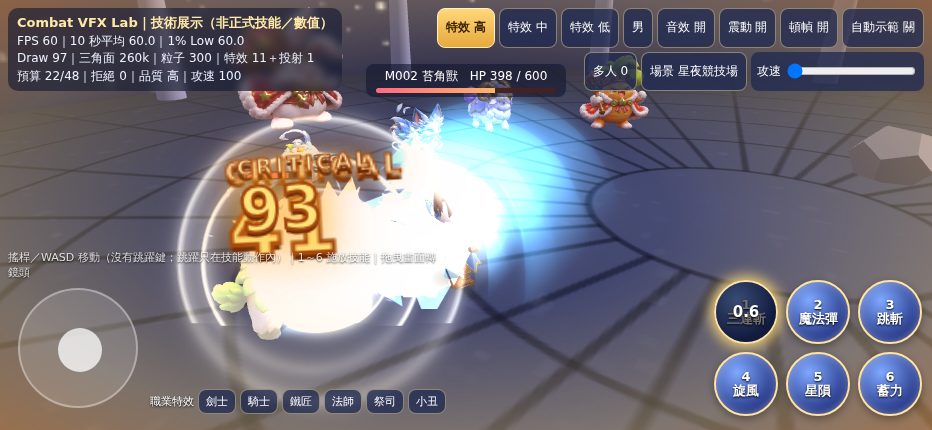 Combat VFX Lab｜技術展示（非正式技能／數值）
FPS 60｜10 秒平均 60.0｜1% Low 60.0
Draw 97｜三角面 260k｜粒子 300｜特效 11＋投射 1
預算 22/48｜拒絕 0｜品質 高｜攻速 100
特效 高
特效 中
特效 低
男
音效 開
震動 開
頓幀 開
自動示範 關
M002 苔角獸 HP 398 / 600
多人 0
場景 星夜競技場
攻速
CRITICAL
93
41
搖桿／WASD 移動（沒有跳躍鍵；跳躍只在技能動作內）｜1～6 施放技能｜拖曳畫面轉
鏡頭
1
三連斬
0.6
2
魔法彈
3
跳斬
4
旋風
5
星隕
6
蓄力
職業特效
劍士
騎士
鐵匠
法師
祭司
小丑